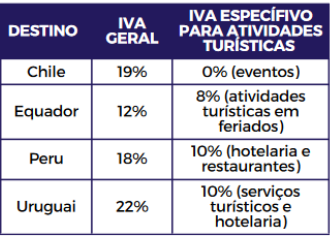 DESTINO
IVA
GERAL
IVA ESPECÍFIVO
PARA ATIVIDADES
TURÍSTICAS
Chile
19%
0% (eventos)
Equador
12%
8% (atividades
turísticas em
feriados)
Peru
18%
10% (hotelaria e
restaurantes)
Uruguai
22%
10% (serviços
turísticos e
hotelaria)